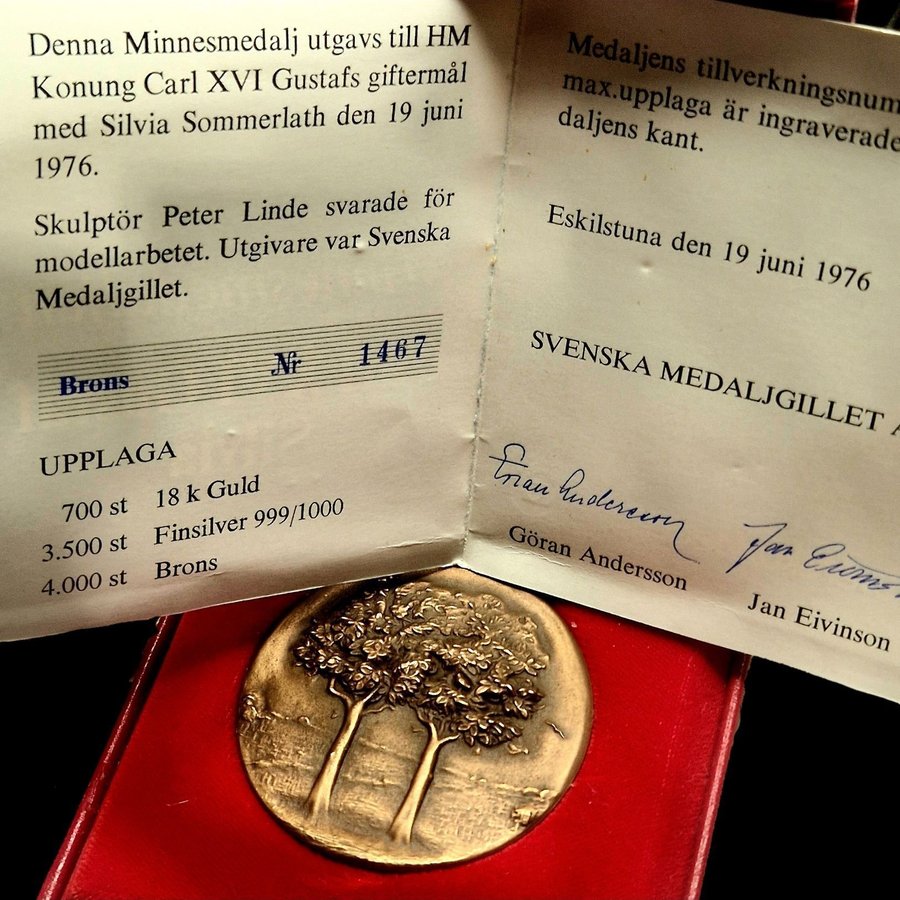 Denna Minnesmedalj utgavs till HM
Konung Carl XVI Gustafs giftermål
med Silvia Sommerlath den 19 juni
1976.
Skulptör Peter Linde svarade för
modellarbetet. Utgivare var Svenska
Medaljgillet.
Brons Nr 1467
UPPLAGA
700 st 18 k Guld
3.500 st Finsilver 999/1000
4.000 st Brons
Medaljens tillverkningsnum
max.upplaga är ingraverade
daljens kant.
Eskilstuna den 19 juni 1976
SVENSKA MEDALJGILLET A
Göran Andersson
Jan Eivinson